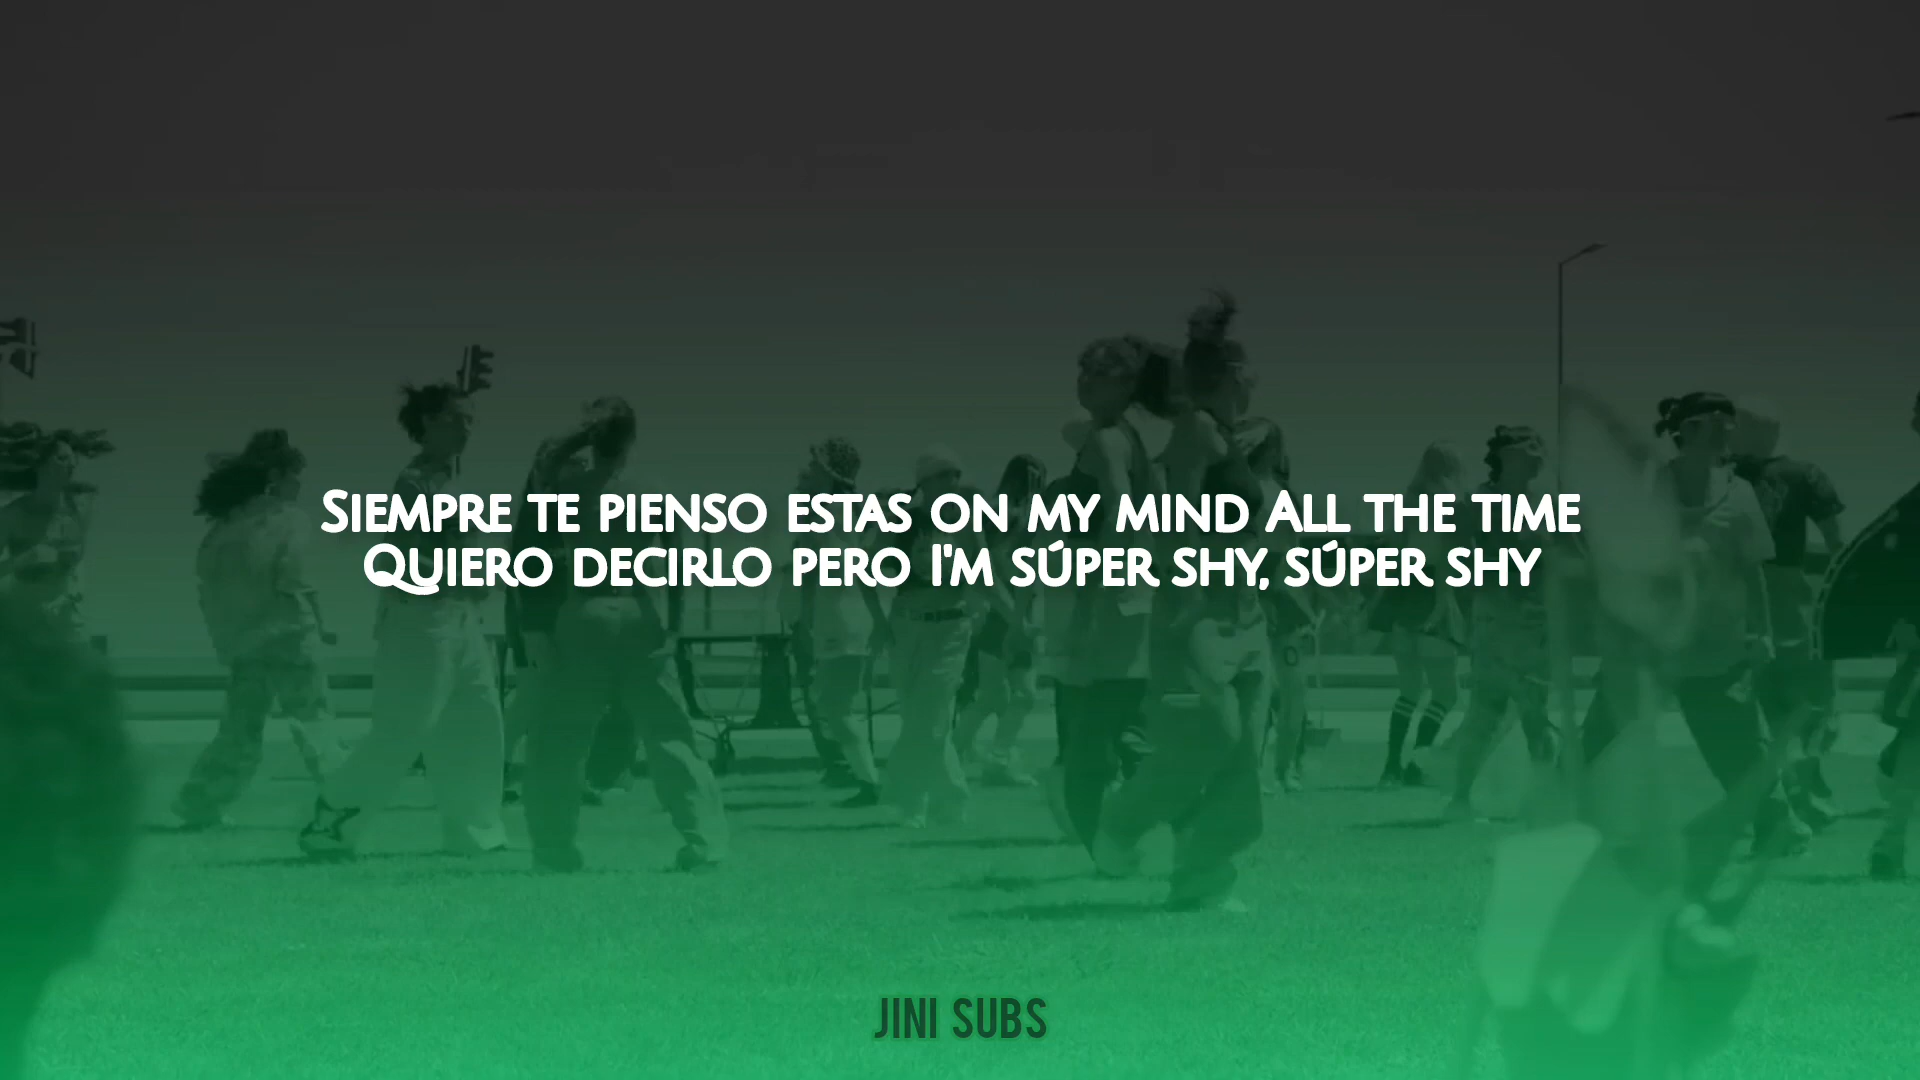 Siempre te pienso estas on my mind All the time
Quiero decirlo pero I'm súper shy, súper shy
JINI SUBS